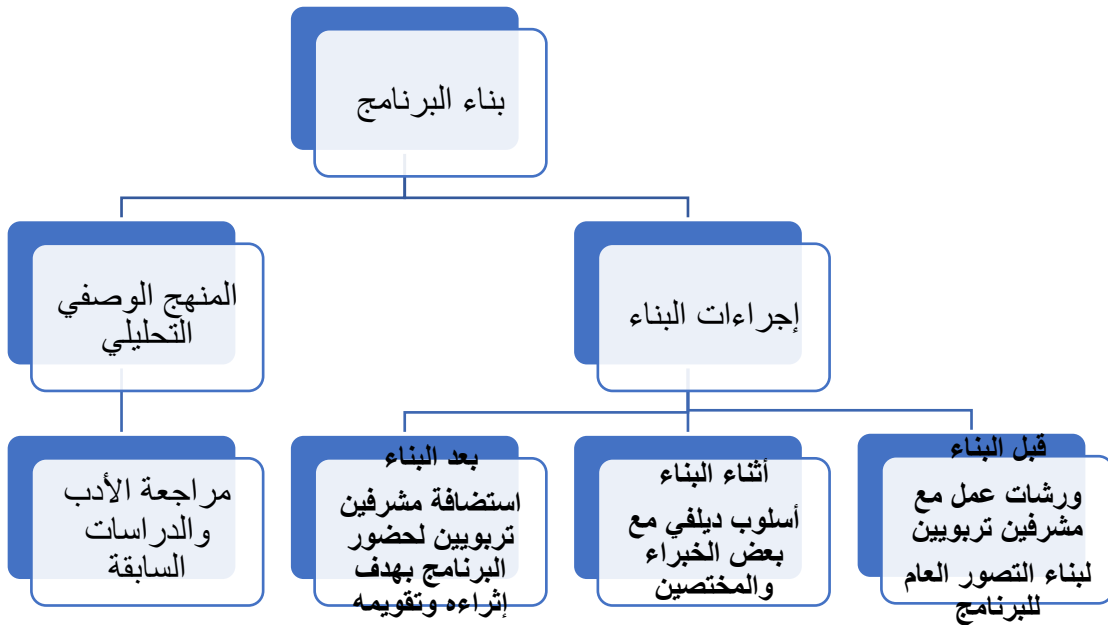 بناء البرنامج
إجراءات البناء
المنهج الوصفي
التحليلي
قبل البناء
ورشات عمل مع
مشرفين تربويين
لبناء التصور العام
للبرنامج
أثناء البناء
أسلوب ديلفي مع
بعض الخبراء
والمختصين
بعد البناء
استضافة مشرفين
تربويين لحضور
البرنامج بهدف
إثراءه وتقويمه
مراجعة الأدب
والدراسات
السابقة